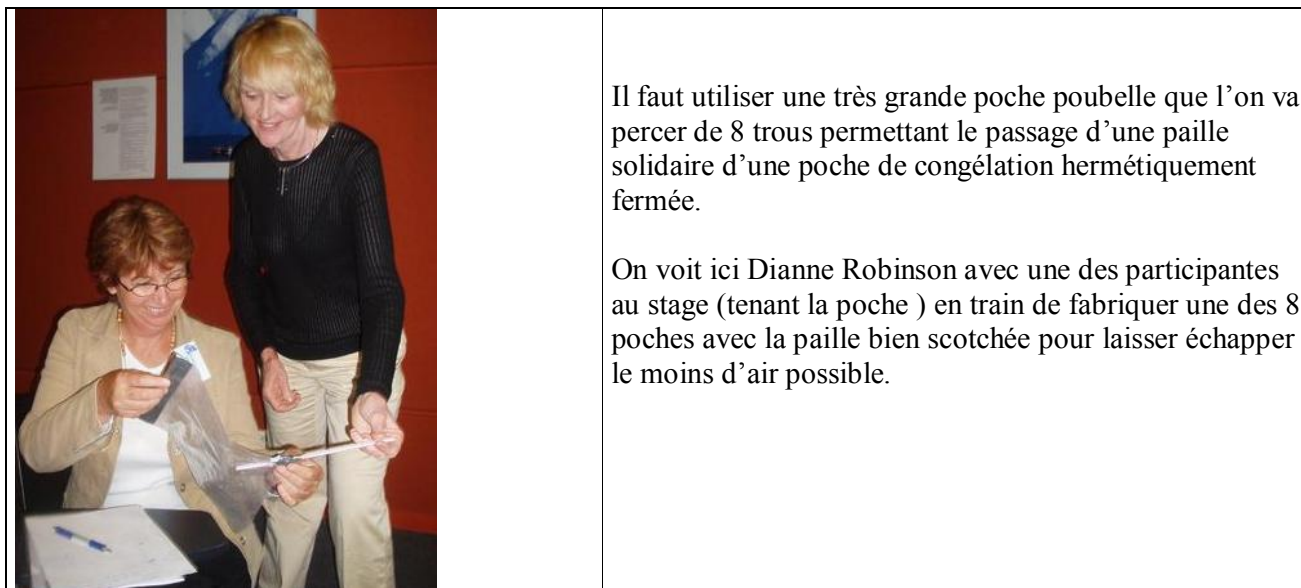 Il faut utiliser une très grande poche poubelle que l’on va
percer de 8 trous permettant le passage d’une paille
solidaire d’une poche de congélation hermétiquement
fermée.
On voit ici Dianne Robinson avec une des participantes
au stage (tenant la poche ) en train de fabriquer une des 8
poches avec la paille bien scotchée pour laisser échapper
le moins d’air possible.